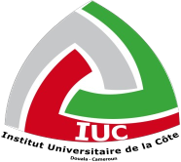 IUC
Institut Universitaire de la Côte
Douala - Cameroun